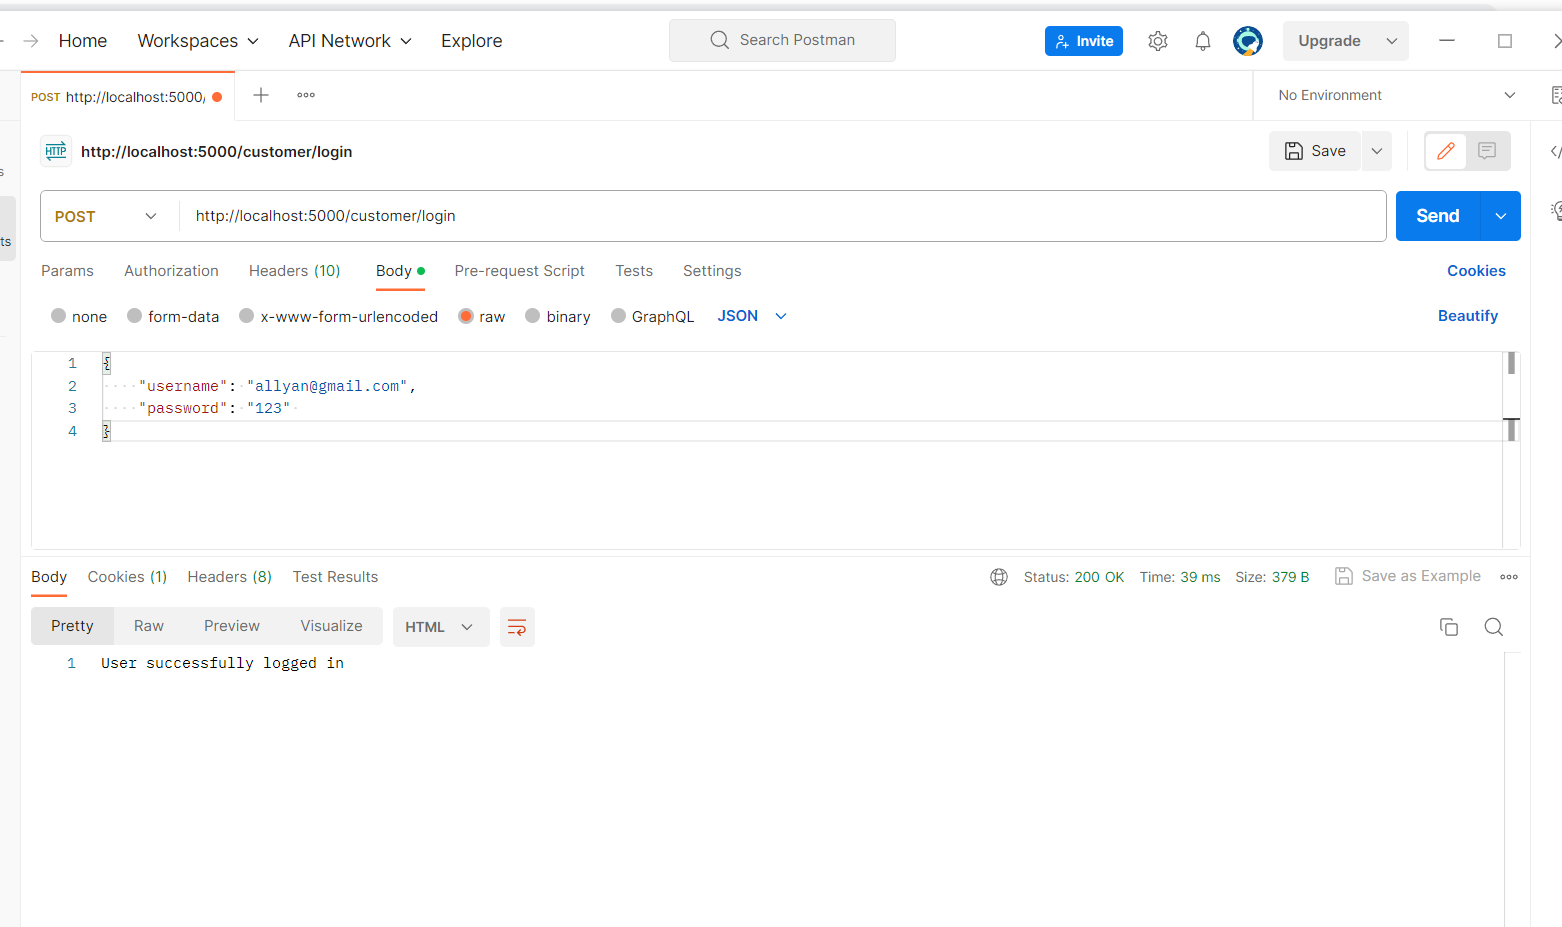 Home Workspaces API Network Explore Search Postman Invite Upgrade
POST http://localhost:5000/ No Environment
HTTP http://localhost:5000/customer/login Save
s
POST http://localhost:5000/customer/login Send
ts
Params Authorization Headers (10) Body Pre-request Script Tests Settings Cookies
none form-data x-www-form-urlencoded raw binary GraphQL JSON Beautify
1 {
2 "username": "allyan@gmail.com",
3 "password": "123"
4 }
Body Cookies (1) Headers (8) Test Results Status: 200 OK Time: 39 ms Size: 379 B Save as Example
Pretty Raw Preview Visualize HTML
1 User successfully logged in